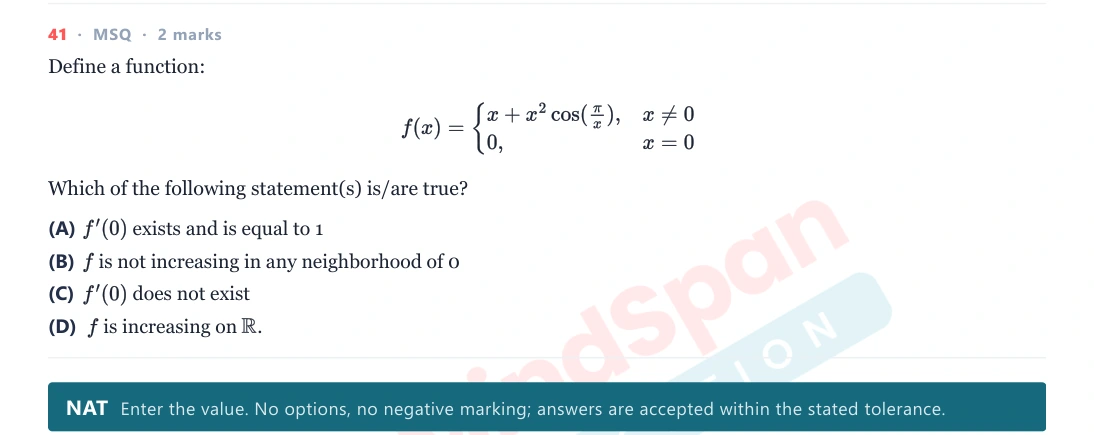 41 · MSQ · 2 marks
Define a function:
f(x) = { x + x² cos(π/x), x ≠ 0
0, x = 0
Which of the following statement(s) is/are true?
(A) f′(0) exists and is equal to 1
(B) f is not increasing in any neighborhood of 0
(C) f′(0) does not exist
(D) f is increasing on ℝ.
NAT Enter the value. No options, no negative marking; answers are accepted within the stated tolerance.